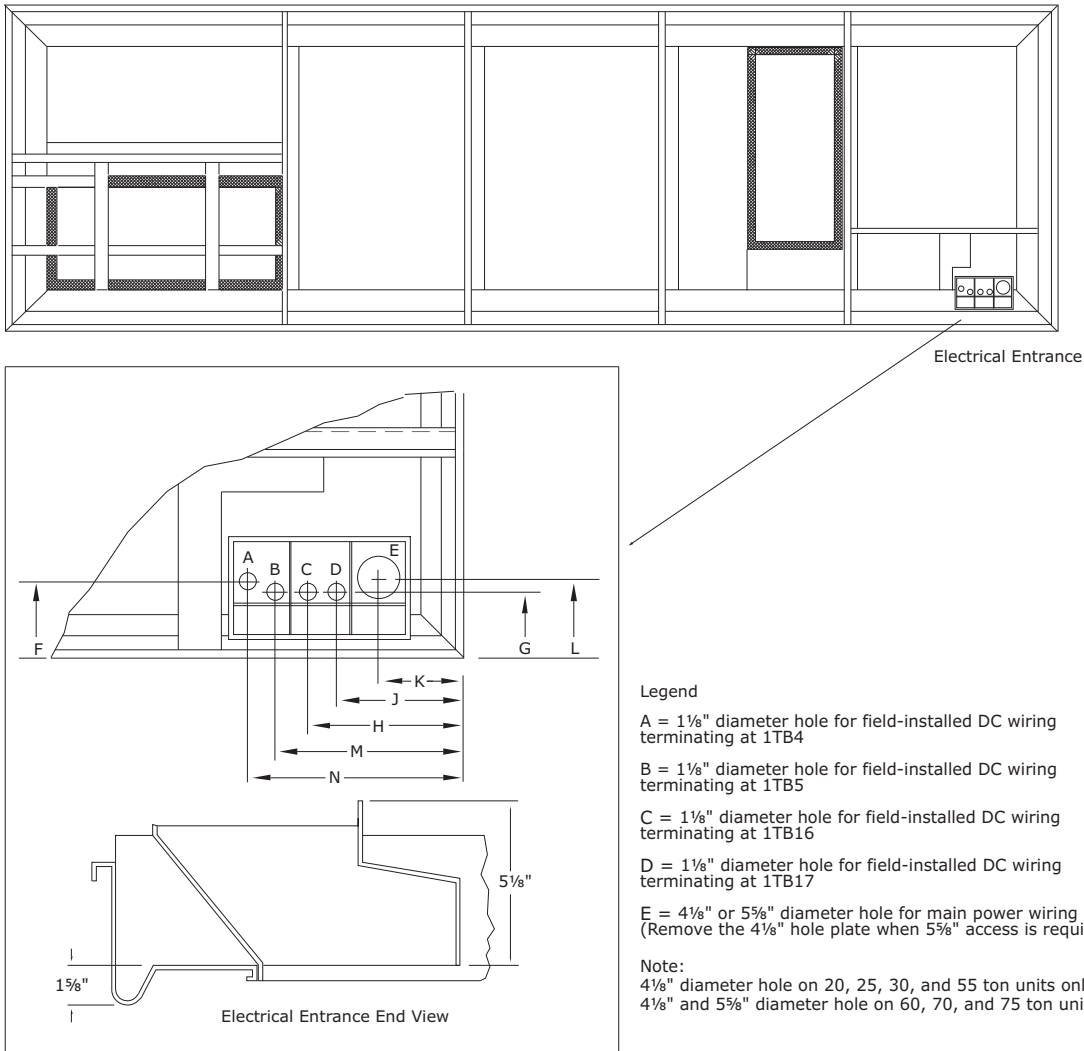 Electrical Entrance
A
B
C
D
E
F
G
L
K
J
H
M
N
5⅛"
1⅝"
Electrical Entrance End View
Legend
A = 1⅛" diameter hole for field-installed DC wiring
terminating at 1TB4
B = 1⅛" diameter hole for field-installed DC wiring
terminating at 1TB5
C = 1⅛" diameter hole for field-installed DC wiring
terminating at 1TB16
D = 1⅛" diameter hole for field-installed DC wiring
terminating at 1TB17
E = 4⅛" or 5⅝" diameter hole for main power wiring
(Remove the 4⅛" hole plate when 5⅝" access is requi
Note:
4⅛" diameter hole on 20, 25, 30, and 55 ton units onl
4⅛" and 5⅝" diameter hole on 60, 70, and 75 ton uni